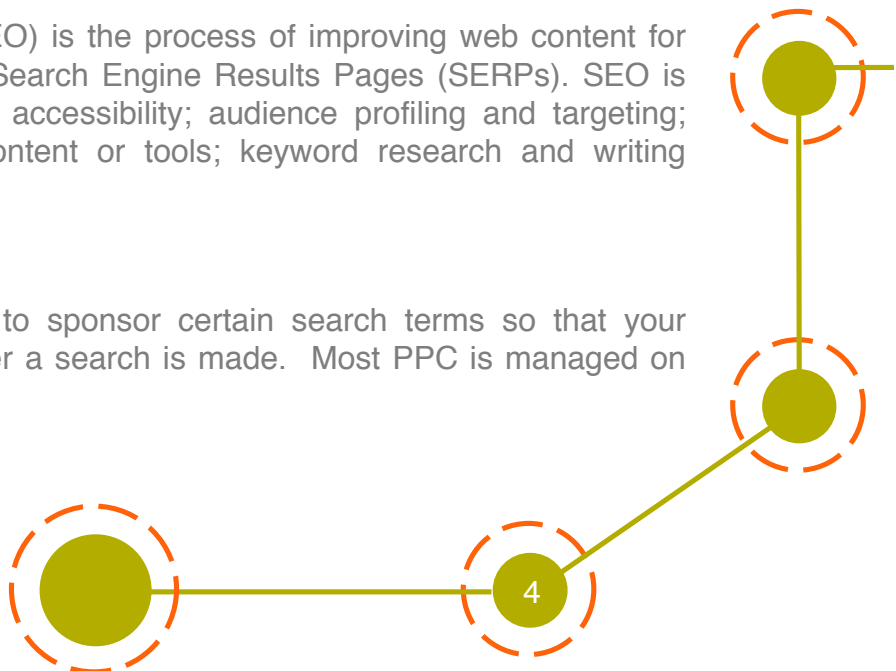 EO) is the process of improving web content for
Search Engine Results Pages (SERPs). SEO is
accessibility; audience profiling and targeting;
ontent or tools; keyword research and writing
to sponsor certain search terms so that your
er a search is made. Most PPC is managed on
4